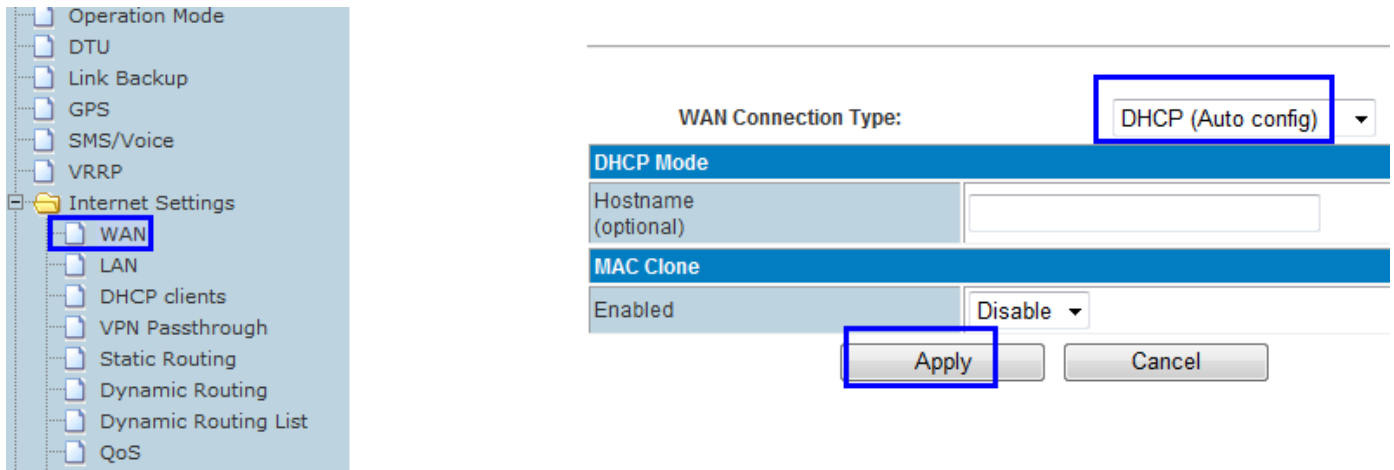 Operation Mode
DTU
Link Backup
GPS
SMS/Voice
VRRP
Internet Settings
WAN
LAN
DHCP clients
VPN Passthrough
Static Routing
Dynamic Routing
Dynamic Routing List
QoS
WAN Connection Type: DHCP (Auto config)
DHCP Mode
Hostname
(optional)
MAC Clone
Enabled Disable
Apply Cancel